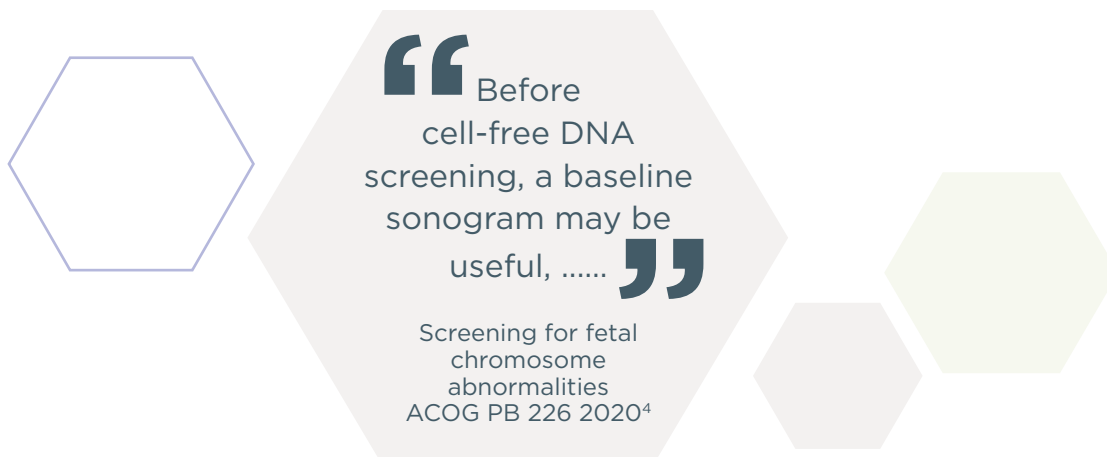 “ Before
cell-free DNA
screening, a baseline
sonogram may be
useful, ...... ”
Screening for fetal
chromosome
abnormalities
ACOG PB 226 2020⁴